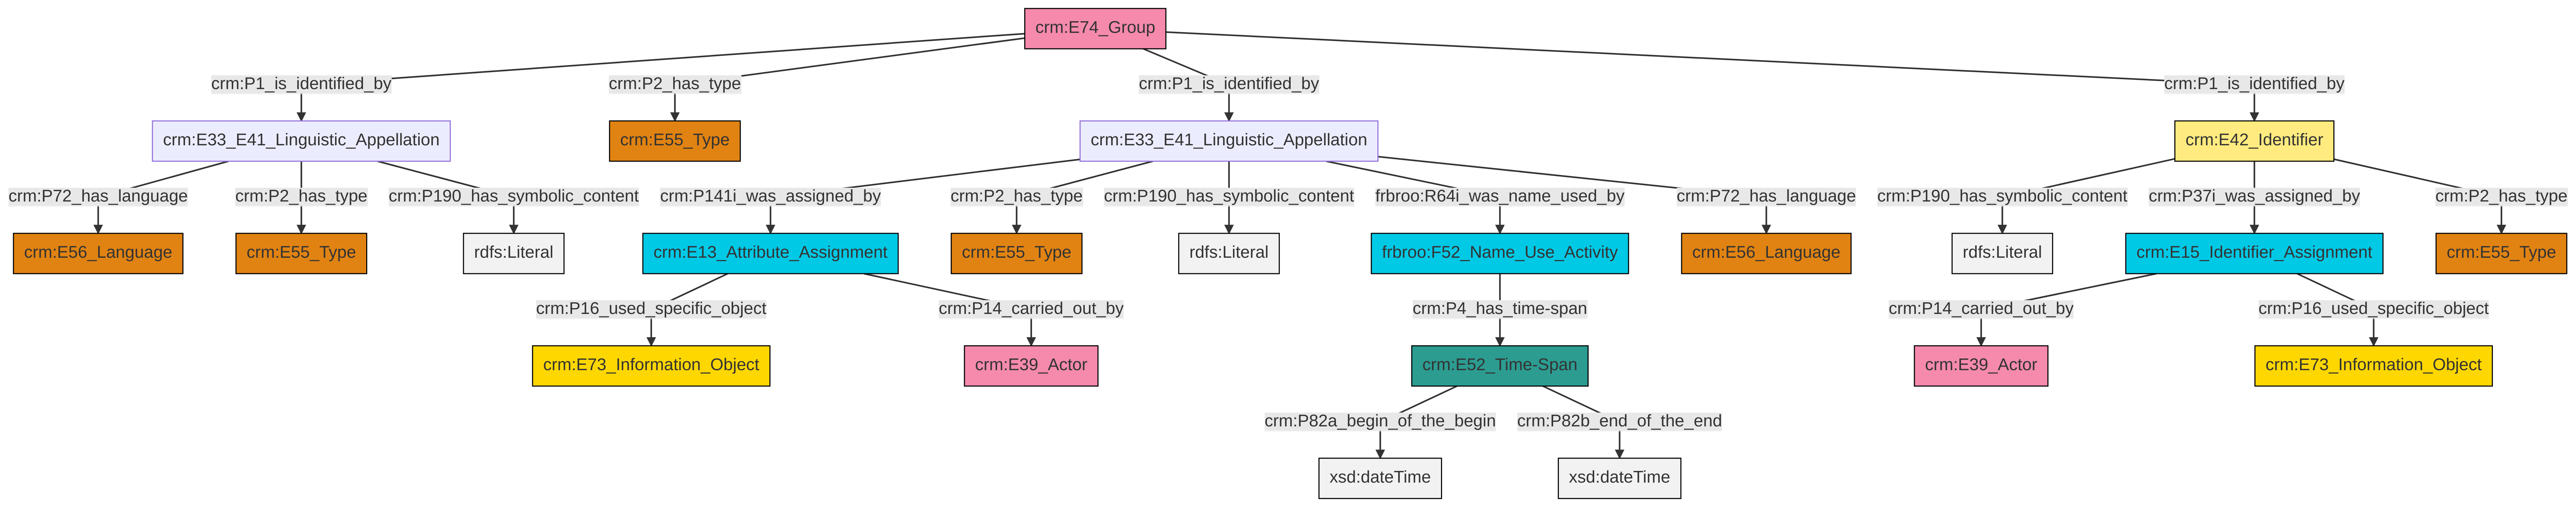 crm:E74_Group
crm:P1_is_identified_by
crm:P2_has_type
crm:P1_is_identified_by
crm:P1_is_identified_by
crm:E33_E41_Linguistic_Appellation
crm:E55_Type
crm:E33_E41_Linguistic_Appellation
crm:E42_Identifier
crm:P72_has_language
crm:P2_has_type
crm:P190_has_symbolic_content
crm:P141i_was_assigned_by
crm:P2_has_type
crm:P190_has_symbolic_content
frbroo:R64i_was_name_used_by
crm:P72_has_language
crm:P190_has_symbolic_content
crm:P37i_was_assigned_by
crm:P2_has_type
crm:E56_Language
crm:E55_Type
rdfs:Literal
crm:E13_Attribute_Assignment
crm:E55_Type
rdfs:Literal
frbroo:F52_Name_Use_Activity
crm:E56_Language
rdfs:Literal
crm:E15_Identifier_Assignment
crm:E55_Type
crm:P16_used_specific_object
crm:P14_carried_out_by
crm:P4_has_time-span
crm:P14_carried_out_by
crm:P16_used_specific_object
crm:E73_Information_Object
crm:E39_Actor
crm:E52_Time-Span
crm:E39_Actor
crm:E73_Information_Object
crm:P82a_begin_of_the_begin
crm:P82b_end_of_the_end
xsd:dateTime
xsd:dateTime